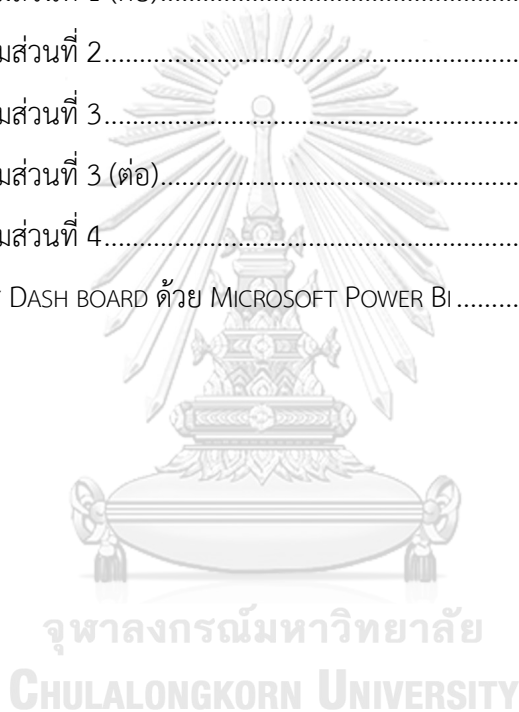 มส่วนที่ 2
มส่วนที่ 3
มส่วนที่ 3 (ต่อ)
มส่วนที่ 4
DASH BOARD ด้วย MICROSOFT POWER BI
จุฬาลงกรณ์มหาวิทยาลัย
CHULALONGKORN UNIVERSITY